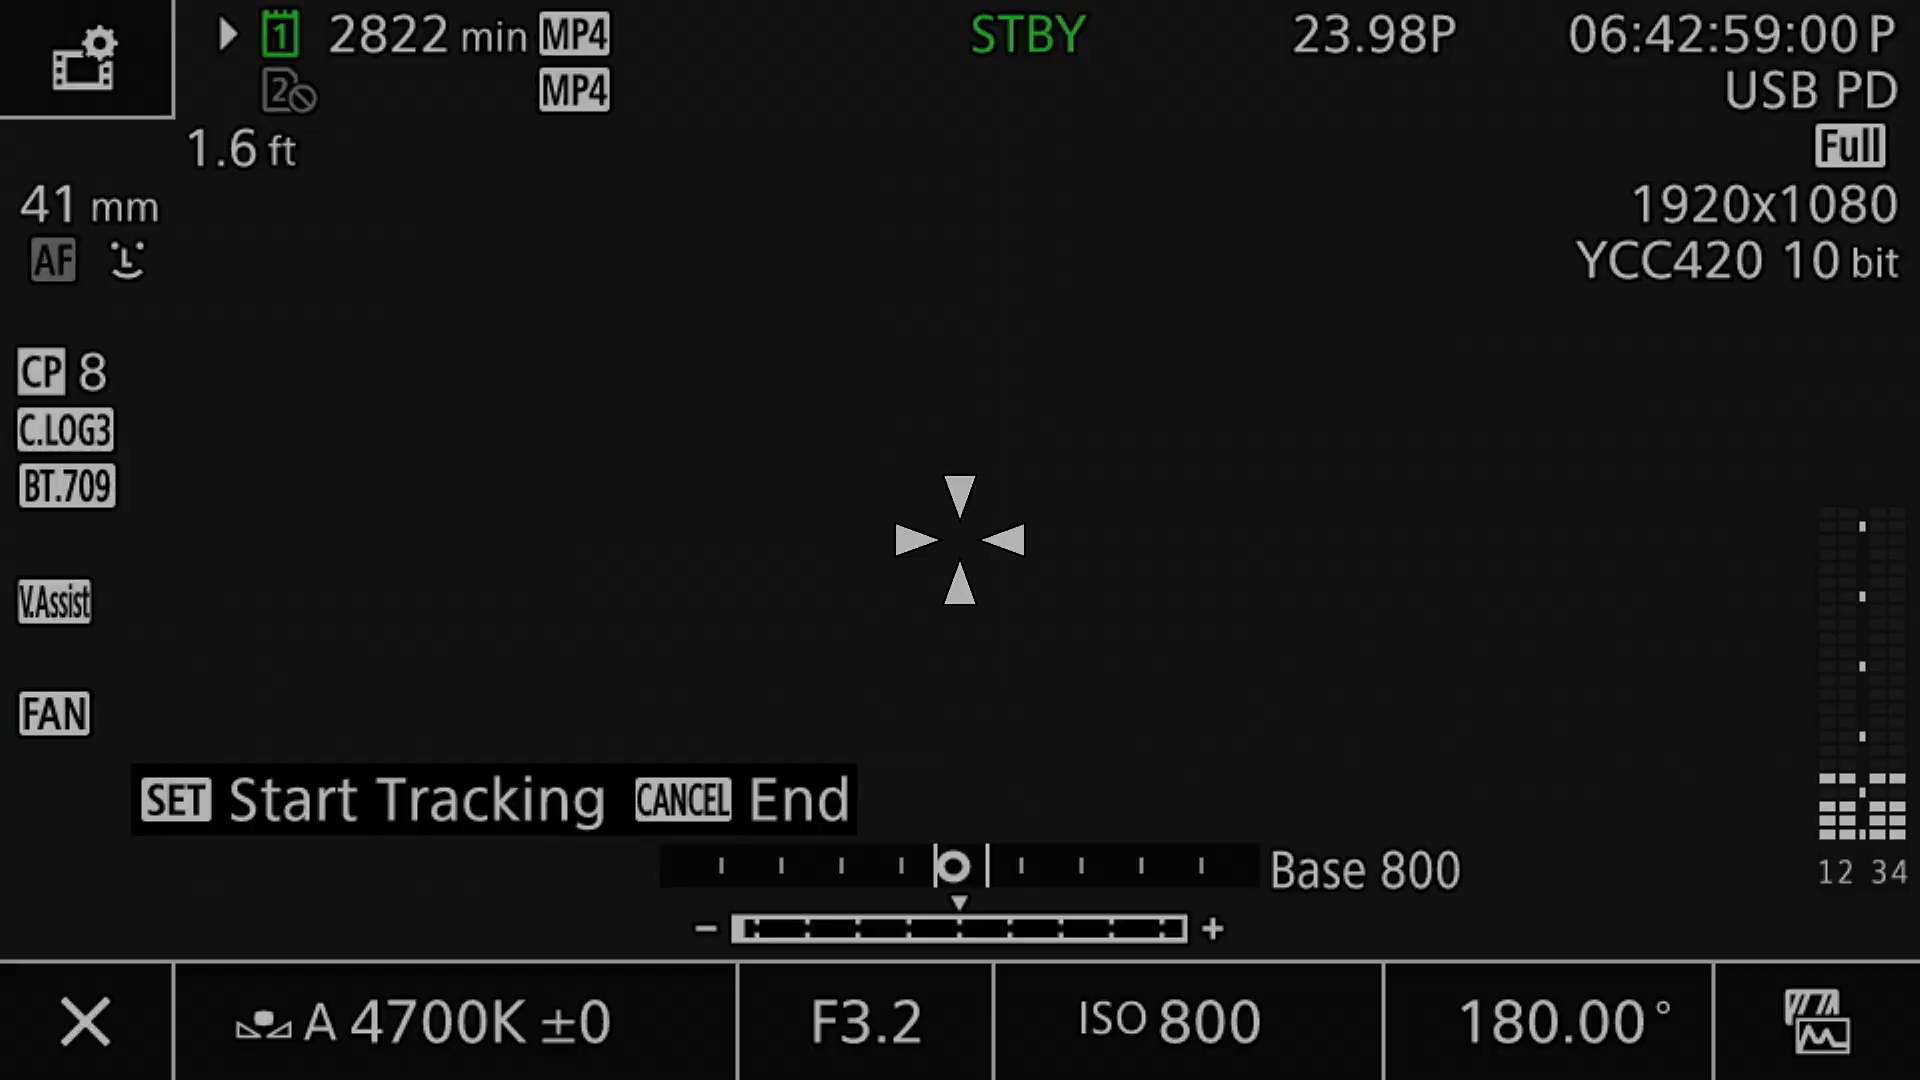 1 2822 min MP4 STBY 23.98P 06:42:59:00 P
2 MP4 USB PD
1.6 ft Full
41 mm 1920x1080
AF L YCC420 10 bit
CP 8
C.LOG3
BT.709
V.Assist
FAN
SET Start Tracking CANCEL End
Base 800
− +
12 34
A 4700K ±0 F3.2 ISO 800 180.00°